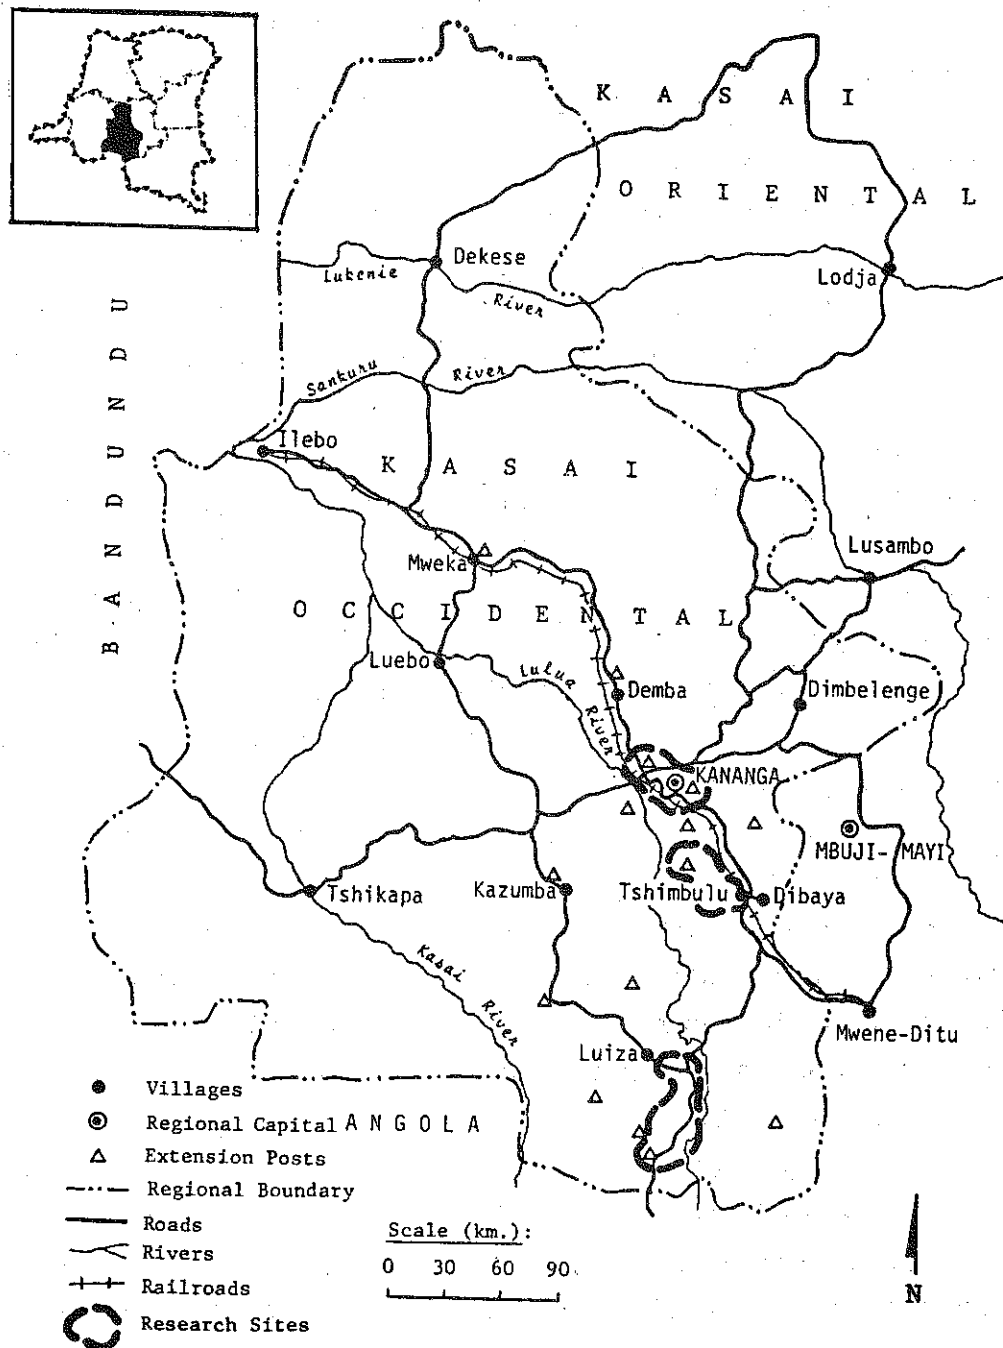 K A S A I
O R I E N T A L
Dekese
Lukenie
River
Lodja
B A N D U N D U
Sankuru
River
Ilebo
K A S A I
Lusambo
Mweka
O C C I D E N T A L
Luebo
Lulua
River
Demba
Dimbelenge
KANANGA
MBUJI-MAYI
Tshikapa
Kazumba
Tshimbulu
Dibaya
Kasai
River
Mwene-Ditu
Luiza
Villages
Regional Capital
A N G O L A
Extension Posts
Regional Boundary
Roads
Rivers
Railroads
Research Sites
Scale (km.):
0 30 60 90
N